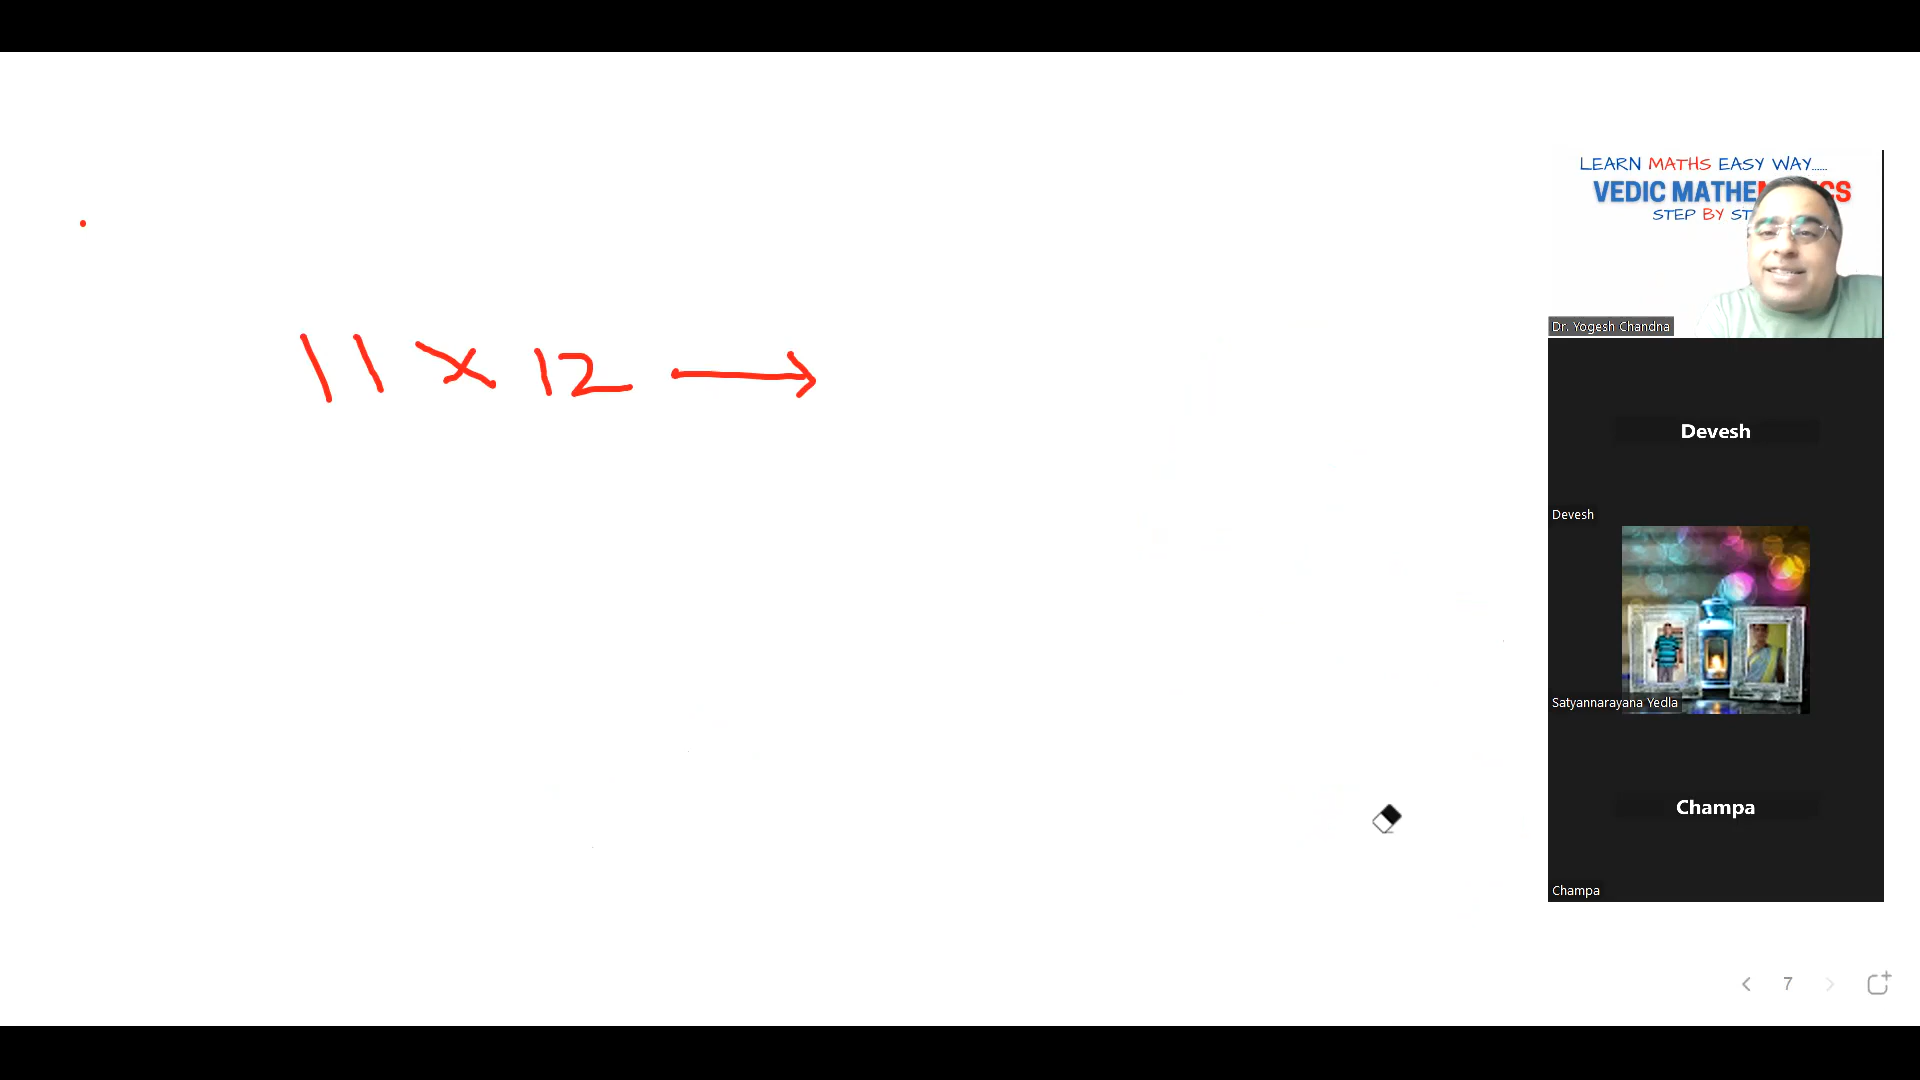 LEARN MATHS EASY WAY......
VEDIC MATHE CS
STEP BY ST
11 × 12 →
Dr. Yogesh Chandna
Devesh
Devesh
Satyannarayana Yedla
Champa
Champa
7